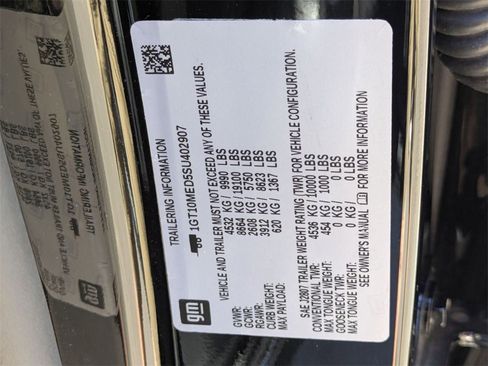 gm
TRAILERING INFORMATION
1GT10MED5SU402907
VEHICLE AND TRAILER MUST NOT EXCEED ANY OF THESE VALUES.
GVWR: 4532 KG / 9990 LBS
GCWR: 8664 KG / 19100 LBS
RGAWR: 2608 KG / 5750 LBS
CURB WEIGHT: 3912 KG / 8623 LBS
MAX PAYLOAD: 620 KG / 1367 LBS
SAE J2807 TRAILER WEIGHT RATING (TWR) FOR VEHICLE CONFIGURATION.
CONVENTIONAL TWR: 4536 KG / 10000 LBS
MAX TONGUE WEIGHT: 454 KG / 1000 LBS
GOOSENECK TWR: 0 KG / 0 LBS
MAX TONGUE WEIGHT: 0 KG / 0 LBS
SEE OWNER'S MANUAL FOR MORE INFORMATION